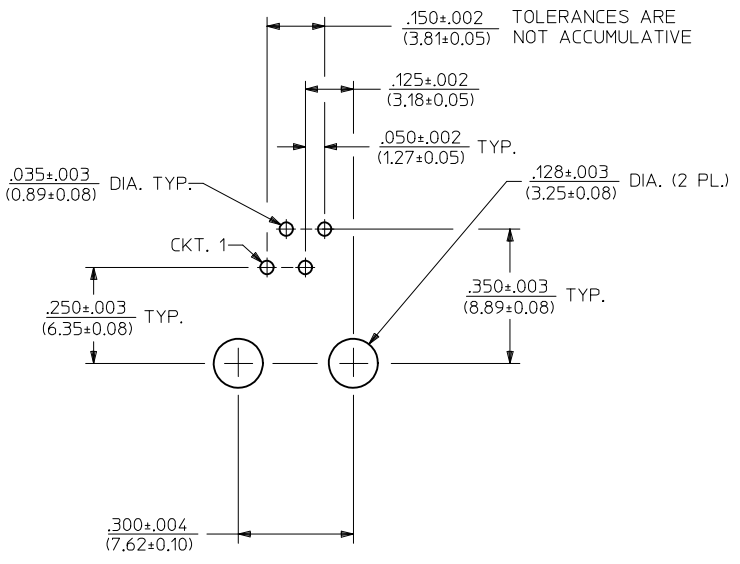 .150±.002 TOLERANCES ARE
(3.81±0.05) NOT ACCUMULATIVE
.125±.002
(3.18±0.05)
.050±.002 TYP.
(1.27±0.05)
.035±.003 DIA. TYP.
(0.89±0.08)
.128±.003 DIA. (2 PL.)
(3.25±0.08)
CKT. 1
.250±.003 TYP.
(6.35±0.08)
.350±.003 TYP.
(8.89±0.08)
.300±.004
(7.62±0.10)